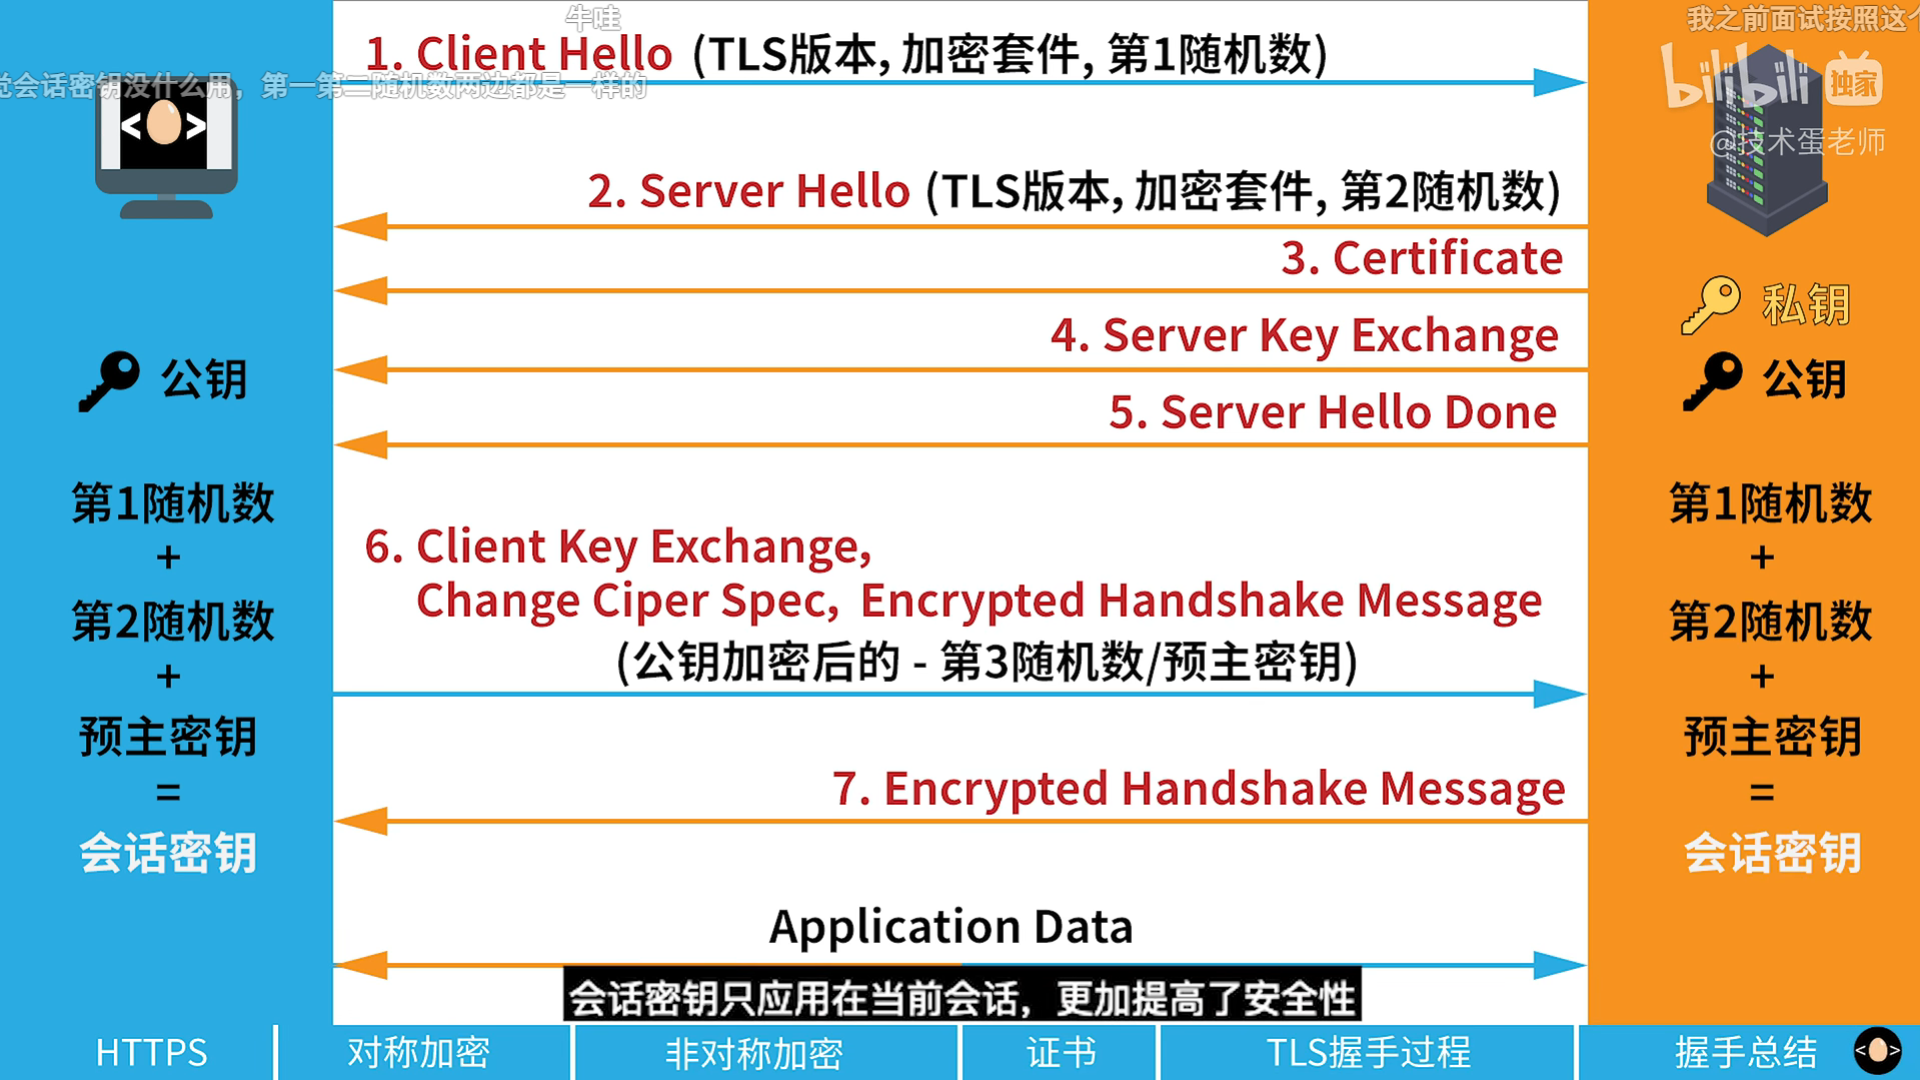 牛哇
我之前面试按照这个
1. Client Hello (TLS版本, 加密套件, 第1随机数)
会话密钥没什么用，第一第二随机数两边都是一样的
bilibili 独家
@技术蛋老师
< >
2. Server Hello (TLS版本, 加密套件, 第2随机数)
3. Certificate
私钥
4. Server Key Exchange
公钥
公钥
5. Server Hello Done
第1随机数
+
第2随机数
+
预主密钥
=
会话密钥
6. Client Key Exchange,
Change Ciper Spec, Encrypted Handshake Message
(公钥加密后的 - 第3随机数/预主密钥)
7. Encrypted Handshake Message
第1随机数
+
第2随机数
+
预主密钥
=
会话密钥
Application Data
会话密钥只应用在当前会话，更加提高了安全性
HTTPS
对称加密
非对称加密
证书
TLS握手过程
握手总结
< >